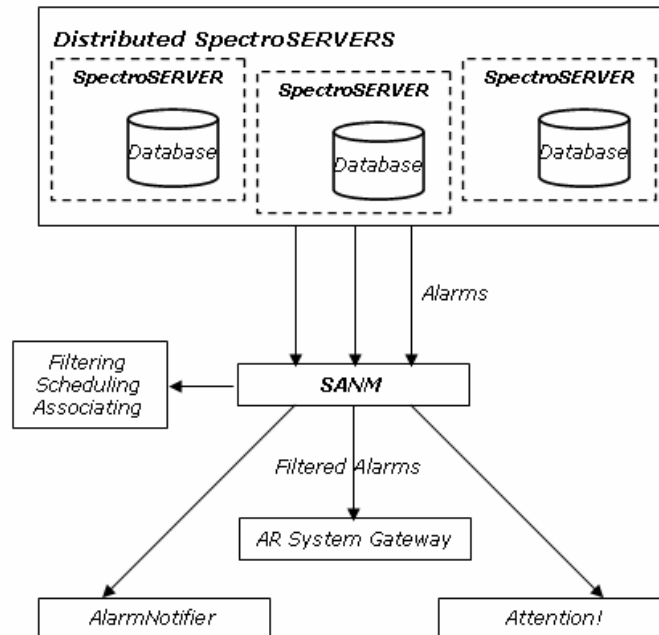 Distributed SpectroSERVERS
SpectroSERVER
SpectroSERVER
SpectroSERVER
Database
Database
Database
Alarms
Filtering
Scheduling
Associating
SANM
Filtered Alarms
AR System Gateway
AlarmNotifier
Attention!